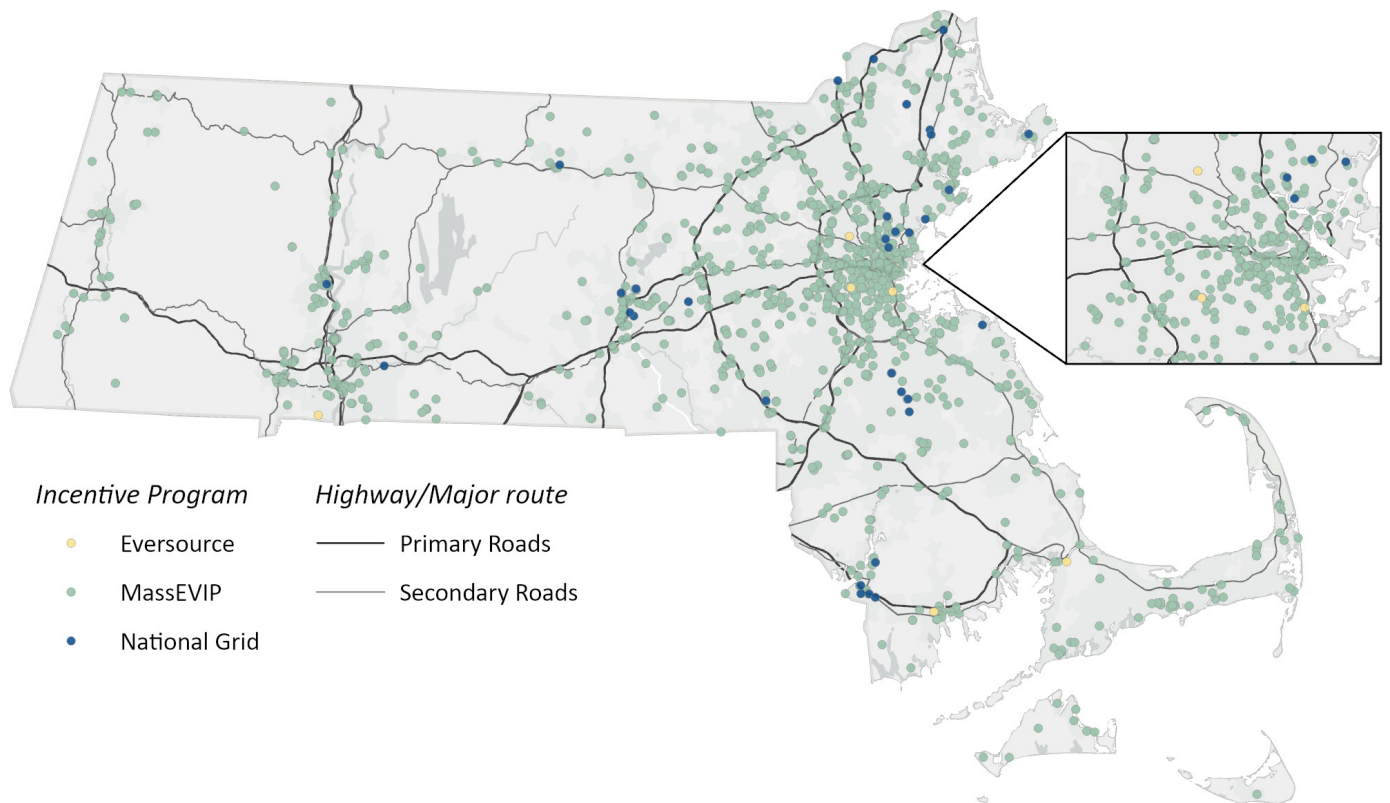 Incentive Program
Highway/Major route
Eversource
Primary Roads
MassEVIP
Secondary Roads
National Grid